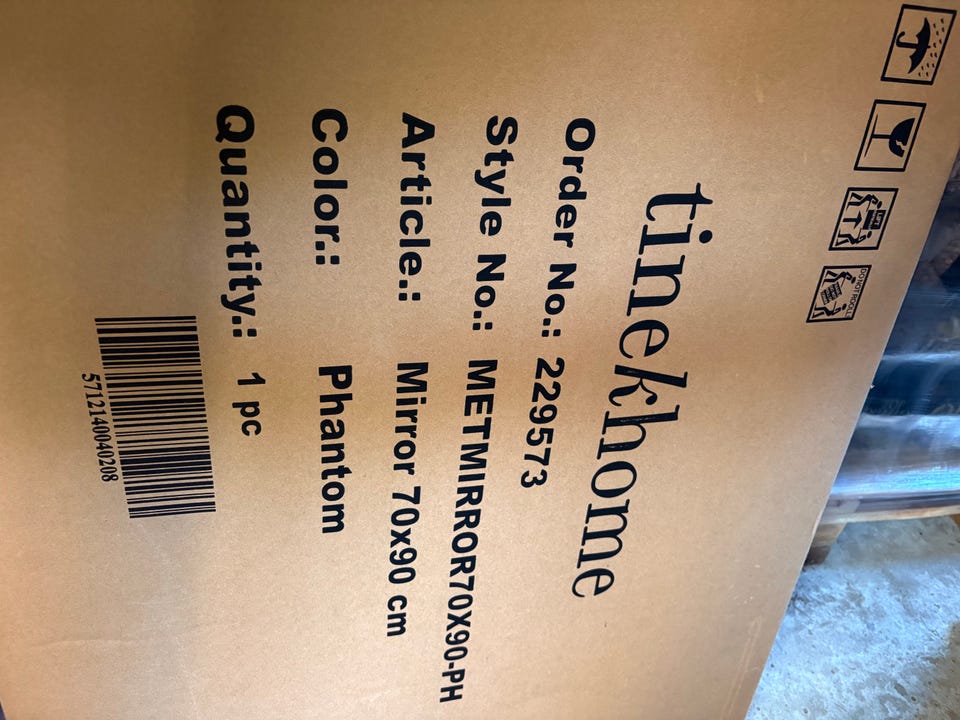 tinekhome
Order No.: 229573
Style No.: METMIRROR70X90-PH
Article.: Mirror 70x90 cm
Color.: Phantom
Quantity.: 1 pc
5712140040208